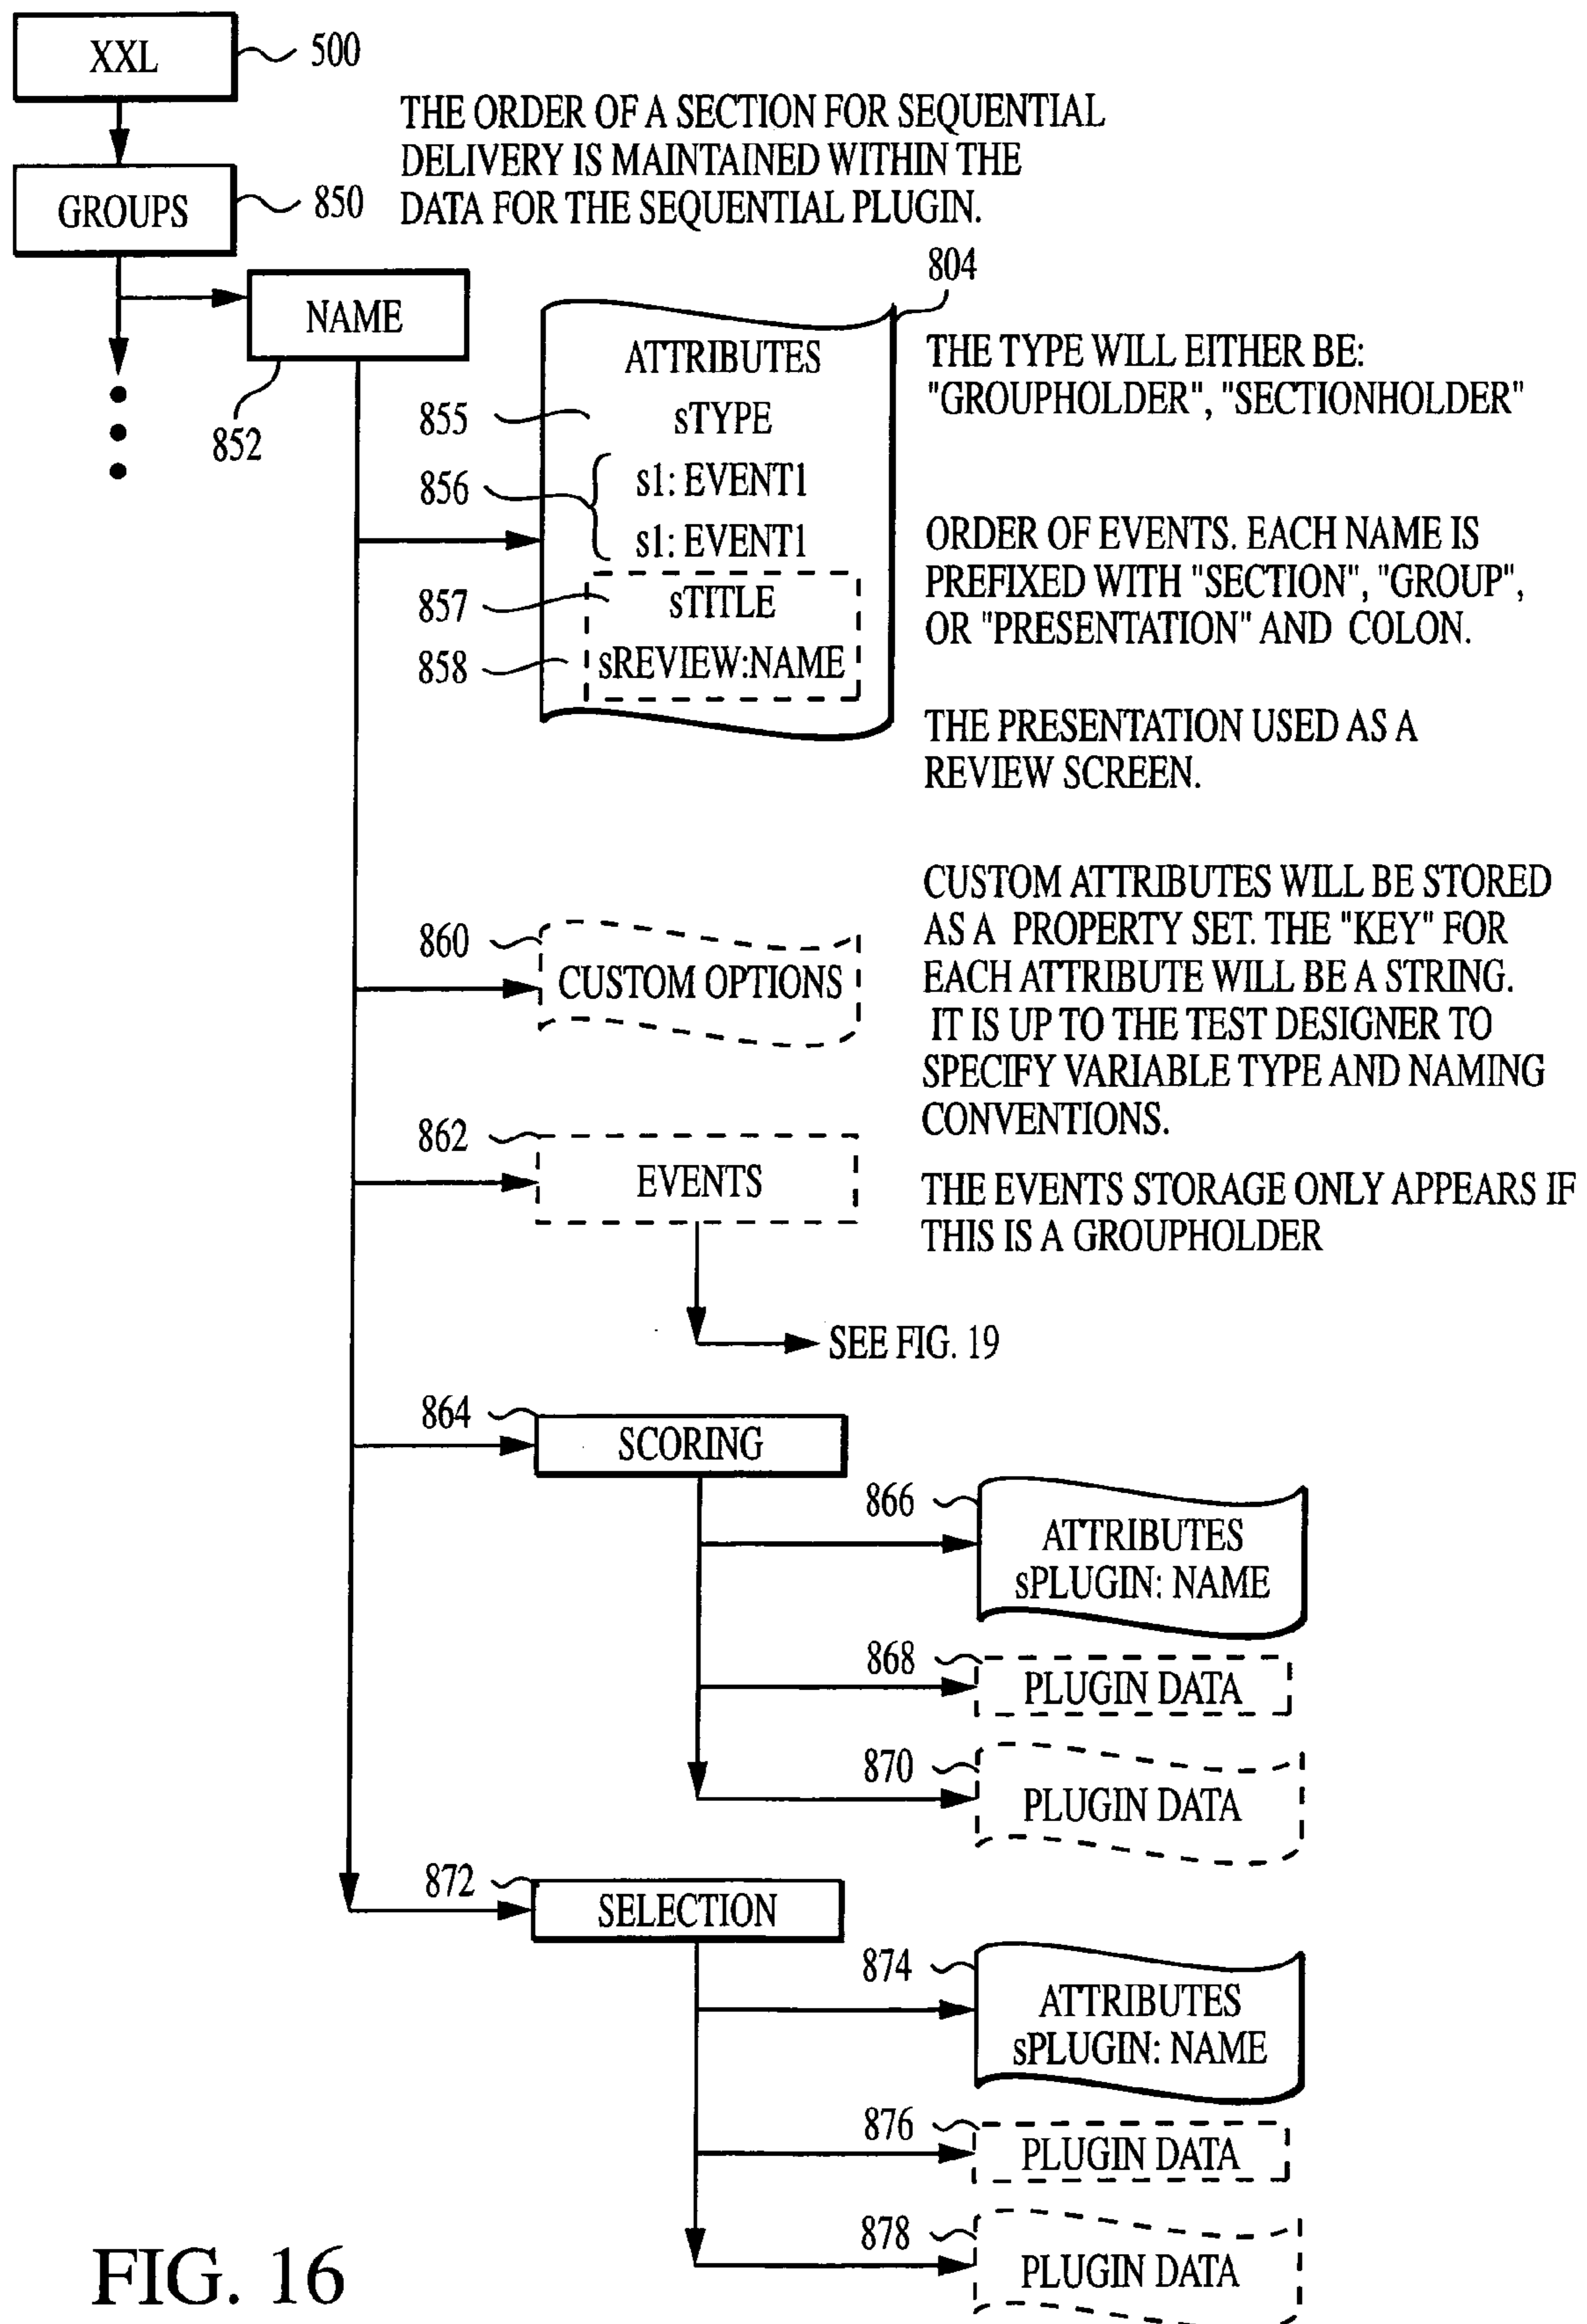 XXL
500
THE ORDER OF A SECTION FOR SEQUENTIAL
DELIVERY IS MAINTAINED WITHIN THE
DATA FOR THE SEQUENTIAL PLUGIN.
GROUPS
850
NAME
852
804
ATTRIBUTES
855
sTYPE
856
s1: EVENT1
s1: EVENT1
857
sTITLE
858
sREVIEW:NAME
THE TYPE WILL EITHER BE:
"GROUPHOLDER", "SECTIONHOLDER"
ORDER OF EVENTS. EACH NAME IS
PREFIXED WITH "SECTION", "GROUP",
OR "PRESENTATION" AND COLON.
THE PRESENTATION USED AS A
REVIEW SCREEN.
860
CUSTOM OPTIONS
CUSTOM ATTRIBUTES WILL BE STORED
AS A PROPERTY SET. THE "KEY" FOR
EACH ATTRIBUTE WILL BE A STRING.
IT IS UP TO THE TEST DESIGNER TO
SPECIFY VARIABLE TYPE AND NAMING
CONVENTIONS.
862
EVENTS
THE EVENTS STORAGE ONLY APPEARS IF
THIS IS A GROUPHOLDER
SEE FIG. 19
864
SCORING
866
ATTRIBUTES
sPLUGIN: NAME
868
PLUGIN DATA
870
PLUGIN DATA
872
SELECTION
874
ATTRIBUTES
sPLUGIN: NAME
876
PLUGIN DATA
878
PLUGIN DATA
FIG. 16